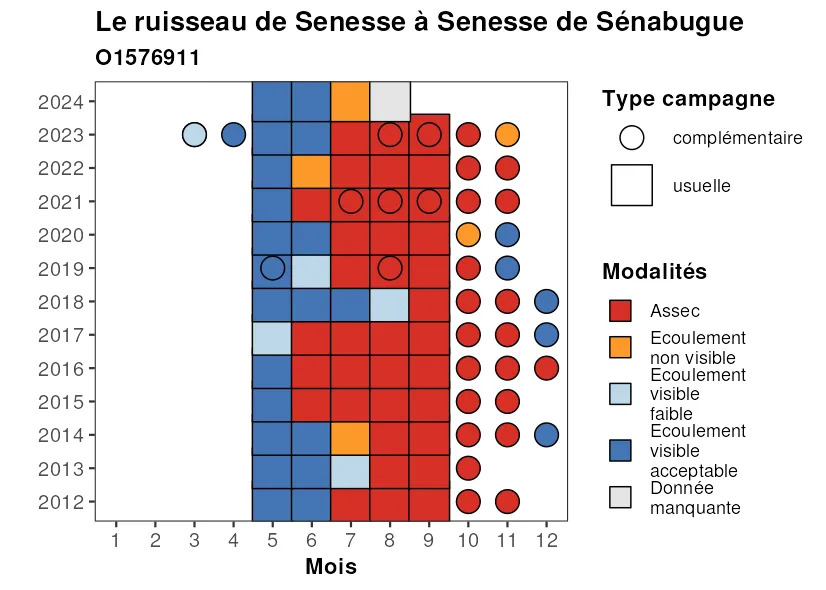 Le ruisseau de Senesse à Senesse de Sénabugue
O1576911
2024
2023
2022
2021
2020
2019
2018
2017
2016
2015
2014
2013
2012
1 2 3 4 5 6 7 8 9 10 11 12
Mois
Type campagne
complémentaire
usuelle
Modalités
Assec
Ecoulement
non visible
Ecoulement
visible
faible
Ecoulement
visible
acceptable
Donnée
manquante